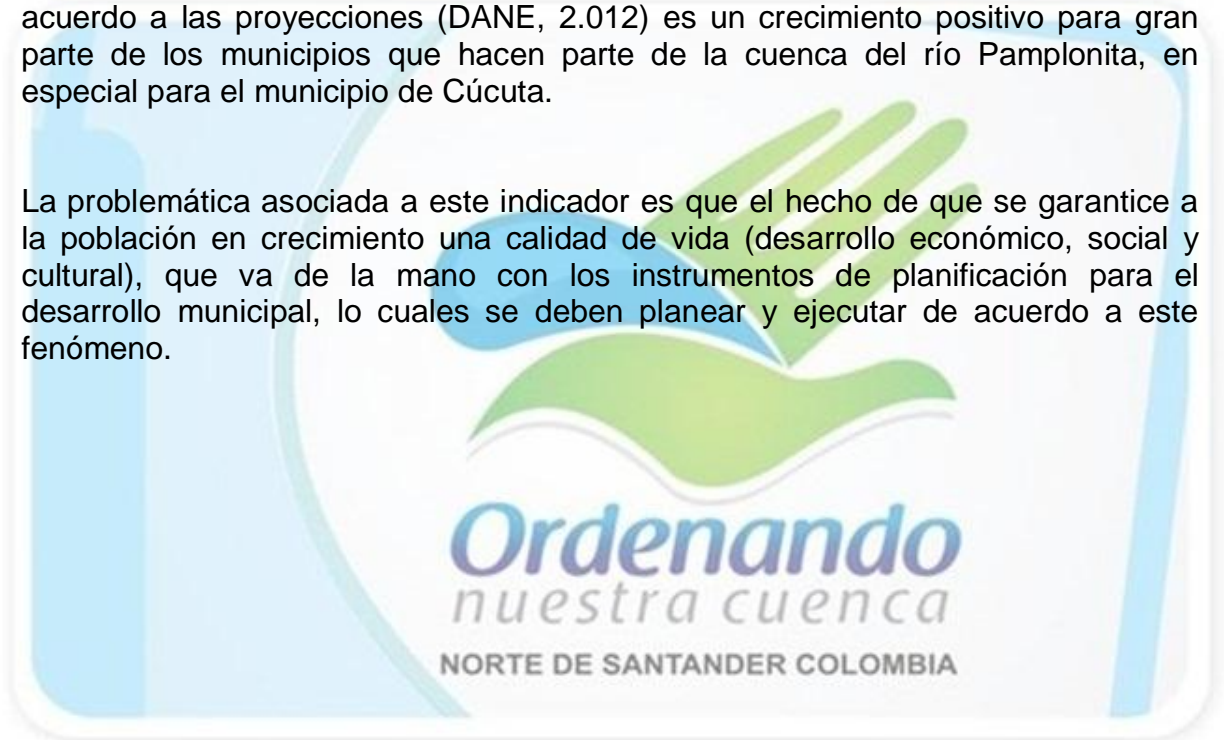 acuerdo a las proyecciones (DANE, 2.012) es un crecimiento positivo para gran
parte de los municipios que hacen parte de la cuenca del río Pamplonita, en
especial para el municipio de Cúcuta.
La problemática asociada a este indicador es que el hecho de que se garantice a
la población en crecimiento una calidad de vida (desarrollo económico, social y
cultural), que va de la mano con los instrumentos de planificación para el
desarrollo municipal, lo cuales se deben planear y ejecutar de acuerdo a este
fenómeno.
Ordenando
nuestra cuenca
NORTE DE SANTANDER COLOMBIA